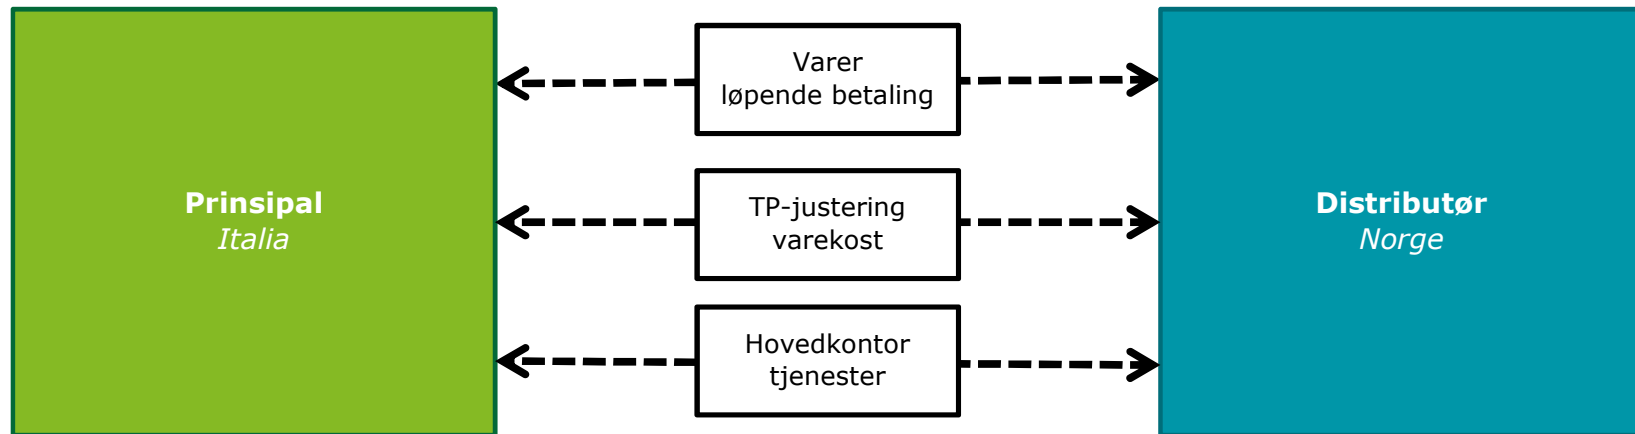 Prinsipal
Italia
Varer
løpende betaling
TP-justering
varekost
Hovedkontor
tjenester
Distributør
Norge